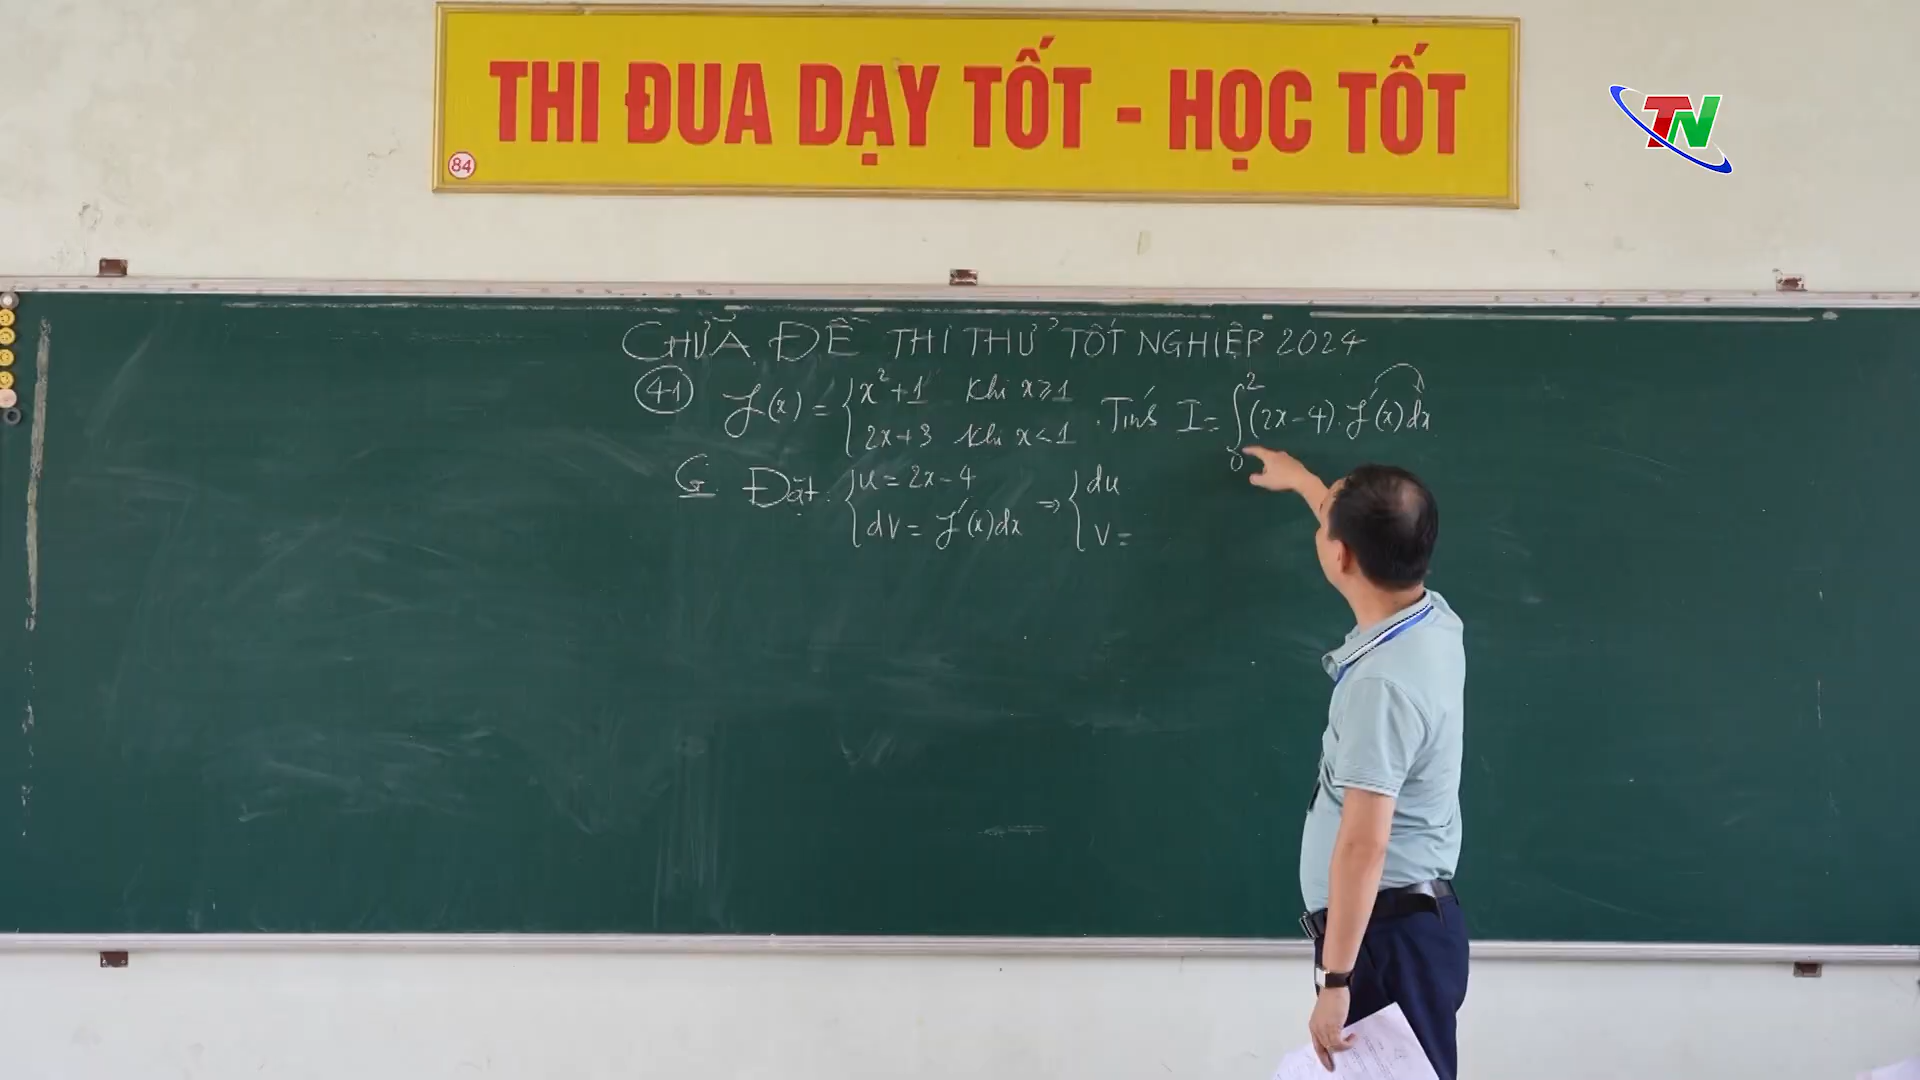 THI ĐUA DẠY TỐT - HỌC TỐT
84
TN
CHỮA ĐỀ THI THỬ TỐT NGHIỆP 2024
41 f(x) = { x²+1 khi x≥1
2x+3 khi x<1 . Tính I = ∫₀² (2x-4).f'(x)dx
G. Đặt: { u = 2x-4
dv = f'(x)dx ⇒ { du
v =